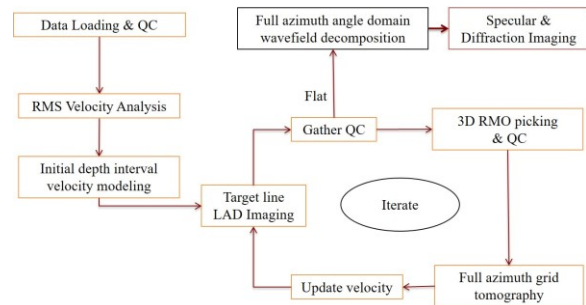 Data Loading & QC
Full azimuth angle domain
wavefield decomposition
Specular &
Diffraction Imaging
RMS Velocity Analysis
Flat
Gather QC
3D RMO picking
& QC
Initial depth interval
velocity modeling
Target line
LAD Imaging
Iterate
Update velocity
Full azimuth grid
tomography